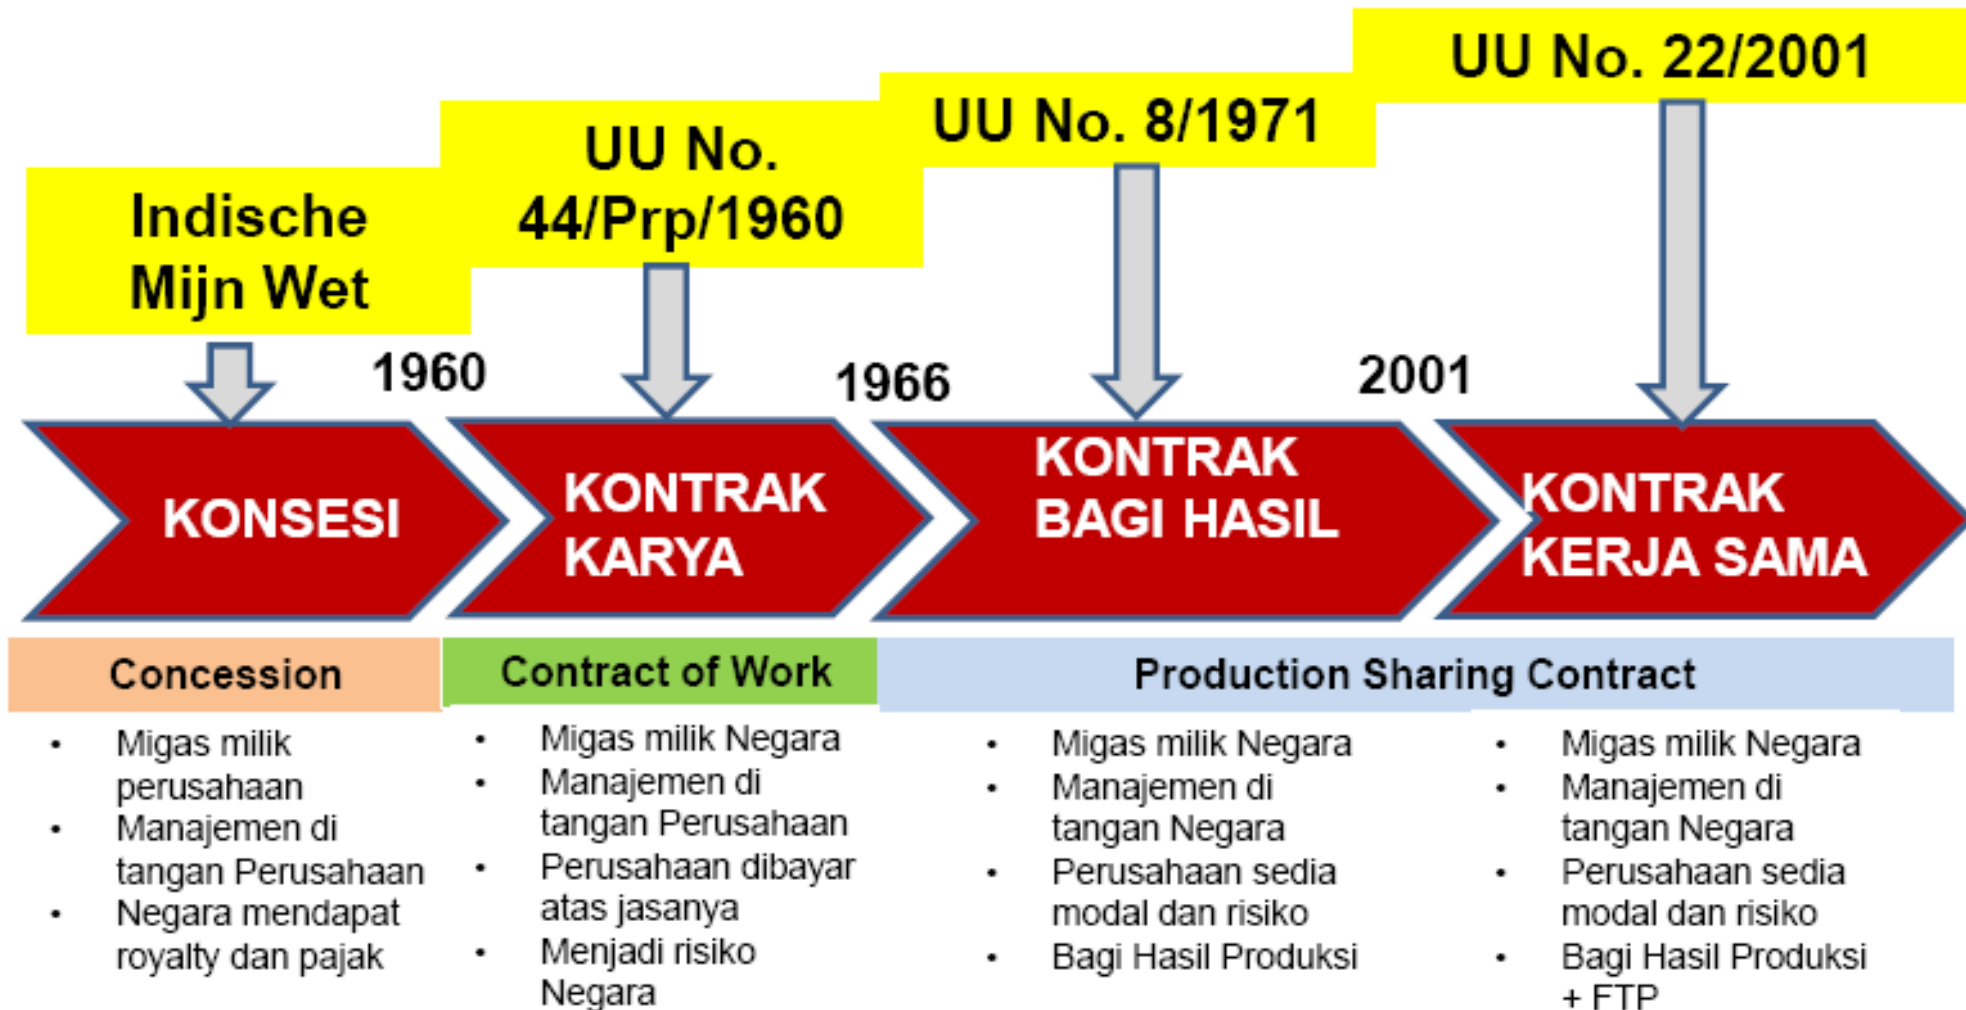 Indische
Mijn Wet
UU No.
44/Prp/1960
UU No. 8/1971
UU No. 22/2001
1960
1966
2001
KONSESI
KONTRAK
KARYA
KONTRAK
BAGI HASIL
KONTRAK
KERJA SAMA
Concession
Contract of Work
Production Sharing Contract
• Migas milik
perusahaan
• Manajemen di
tangan Perusahaan
• Negara mendapat
royalty dan pajak
• Migas milik Negara
• Manajemen di
tangan Perusahaan
• Perusahaan dibayar
atas jasanya
• Menjadi risiko
Negara
• Migas milik Negara
• Manajemen di
tangan Negara
• Perusahaan sedia
modal dan risiko
• Bagi Hasil Produksi
• Migas milik Negara
• Manajemen di
tangan Negara
• Perusahaan sedia
modal dan risiko
• Bagi Hasil Produksi
+ FTP